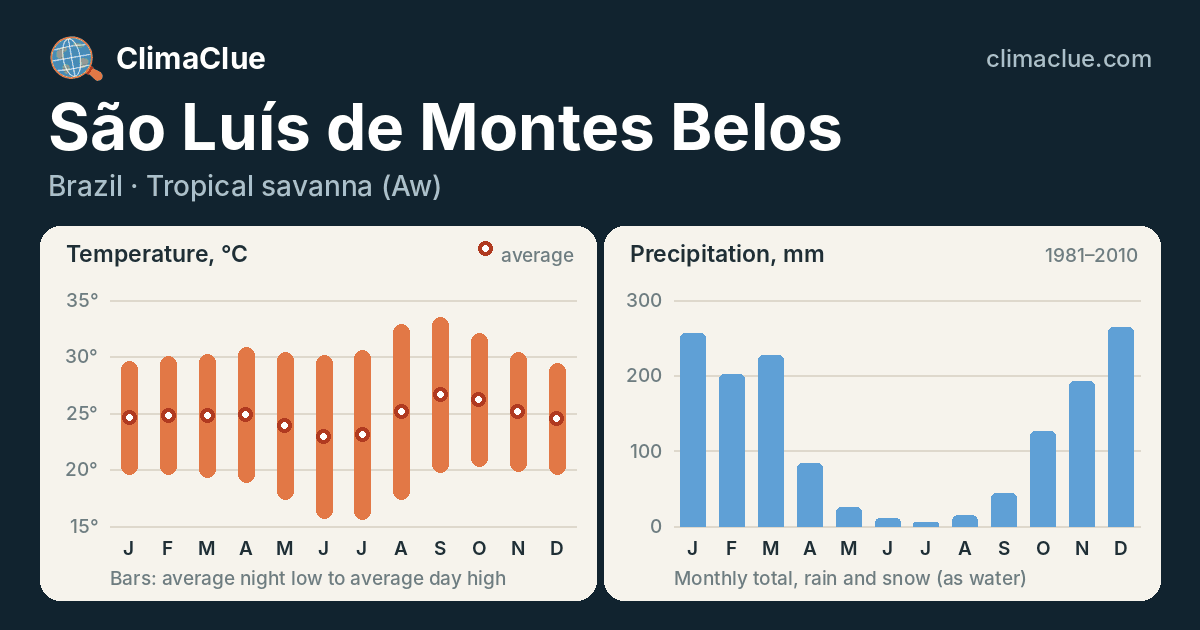 ClimaClue
climaclue.com
São Luís de Montes Belos
Brazil · Tropical savanna (Aw)
Temperature, °C
average
35°
30°
25°
20°
15°
J F M A M J J A S O N D
Bars: average night low to average day high
Precipitation, mm
1981–2010
300
200
100
0
J F M A M J J A S O N D
Monthly total, rain and snow (as water)